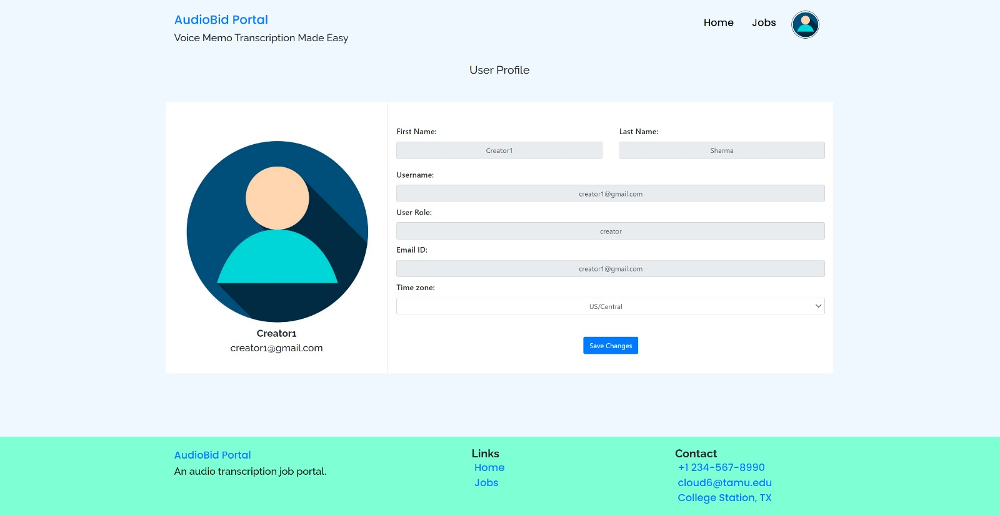 AudioBid Portal
Voice Memo Transcription Made Easy
Home
Jobs
User Profile
Creator1
creator1@gmail.com
First Name:
Last Name:
Creator1
Sharma
Username:
creator1@gmail.com
User Role:
creator
Email ID:
creator1@gmail.com
Time zone:
US/Central
Save Changes
AudioBid Portal
An audio transcription job portal.
Links
Home
Jobs
Contact
+1 234-567-8990
cloud6@tamu.edu
College Station, TX